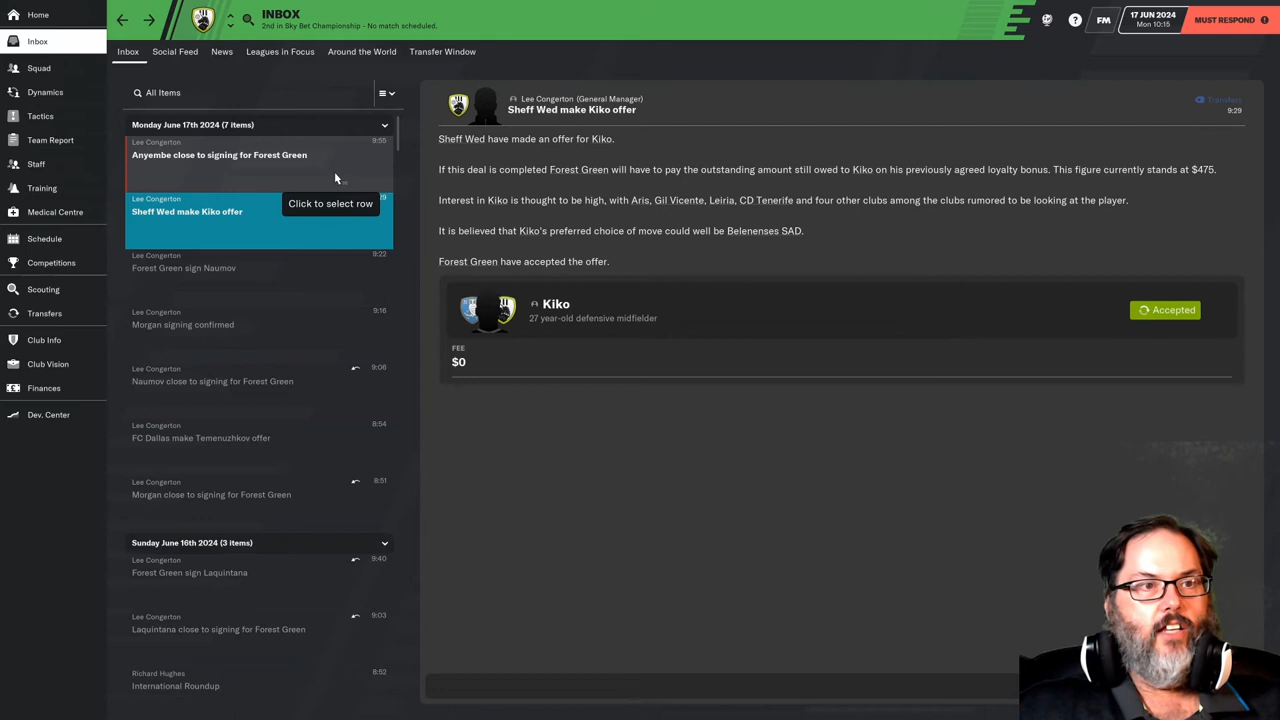 Home
Inbox
Squad
Dynamics
Tactics
Team Report
Staff
Training
Medical Centre
Schedule
Competitions
Scouting
Transfers
Club Info
Club Vision
Finances
Dev. Center
INBOX
2nd in Sky Bet Championship - No match scheduled.
FM
17 JUN 2024
Mon 10:15
MUST RESPOND
Inbox
Social Feed
News
Leagues in Focus
Around the World
Transfer Window
All Items
Monday June 17th 2024 (7 items)
Lee Congerton
9:55
Anyembe close to signing for Forest Green
Click to select row
Lee Congerton
Sheff Wed make Kiko offer
Lee Congerton
9:22
Forest Green sign Naumov
Lee Congerton
9:16
Morgan signing confirmed
Lee Congerton
9:06
Naumov close to signing for Forest Green
Lee Congerton
8:54
FC Dallas make Temenuzhkov offer
Lee Congerton
8:51
Morgan close to signing for Forest Green
Sunday June 16th 2024 (3 items)
Lee Congerton
9:40
Forest Green sign Laquintana
Lee Congerton
9:03
Laquintana close to signing for Forest Green
Richard Hughes
8:52
International Roundup
Lee Congerton (General Manager)
Sheff Wed make Kiko offer
Transfers
9:29
Sheff Wed have made an offer for Kiko.
If this deal is completed Forest Green will have to pay the outstanding amount still owed to Kiko on his previously agreed loyalty bonus. This figure currently stands at $475.
Interest in Kiko is thought to be high, with Aris, Gil Vicente, Leiria, CD Tenerife and four other clubs among the clubs rumored to be looking at the player.
It is believed that Kiko's preferred choice of move could well be Belenenses SAD.
Forest Green have accepted the offer.
Kiko
27 year-old defensive midfielder
Accepted
FEE
$0